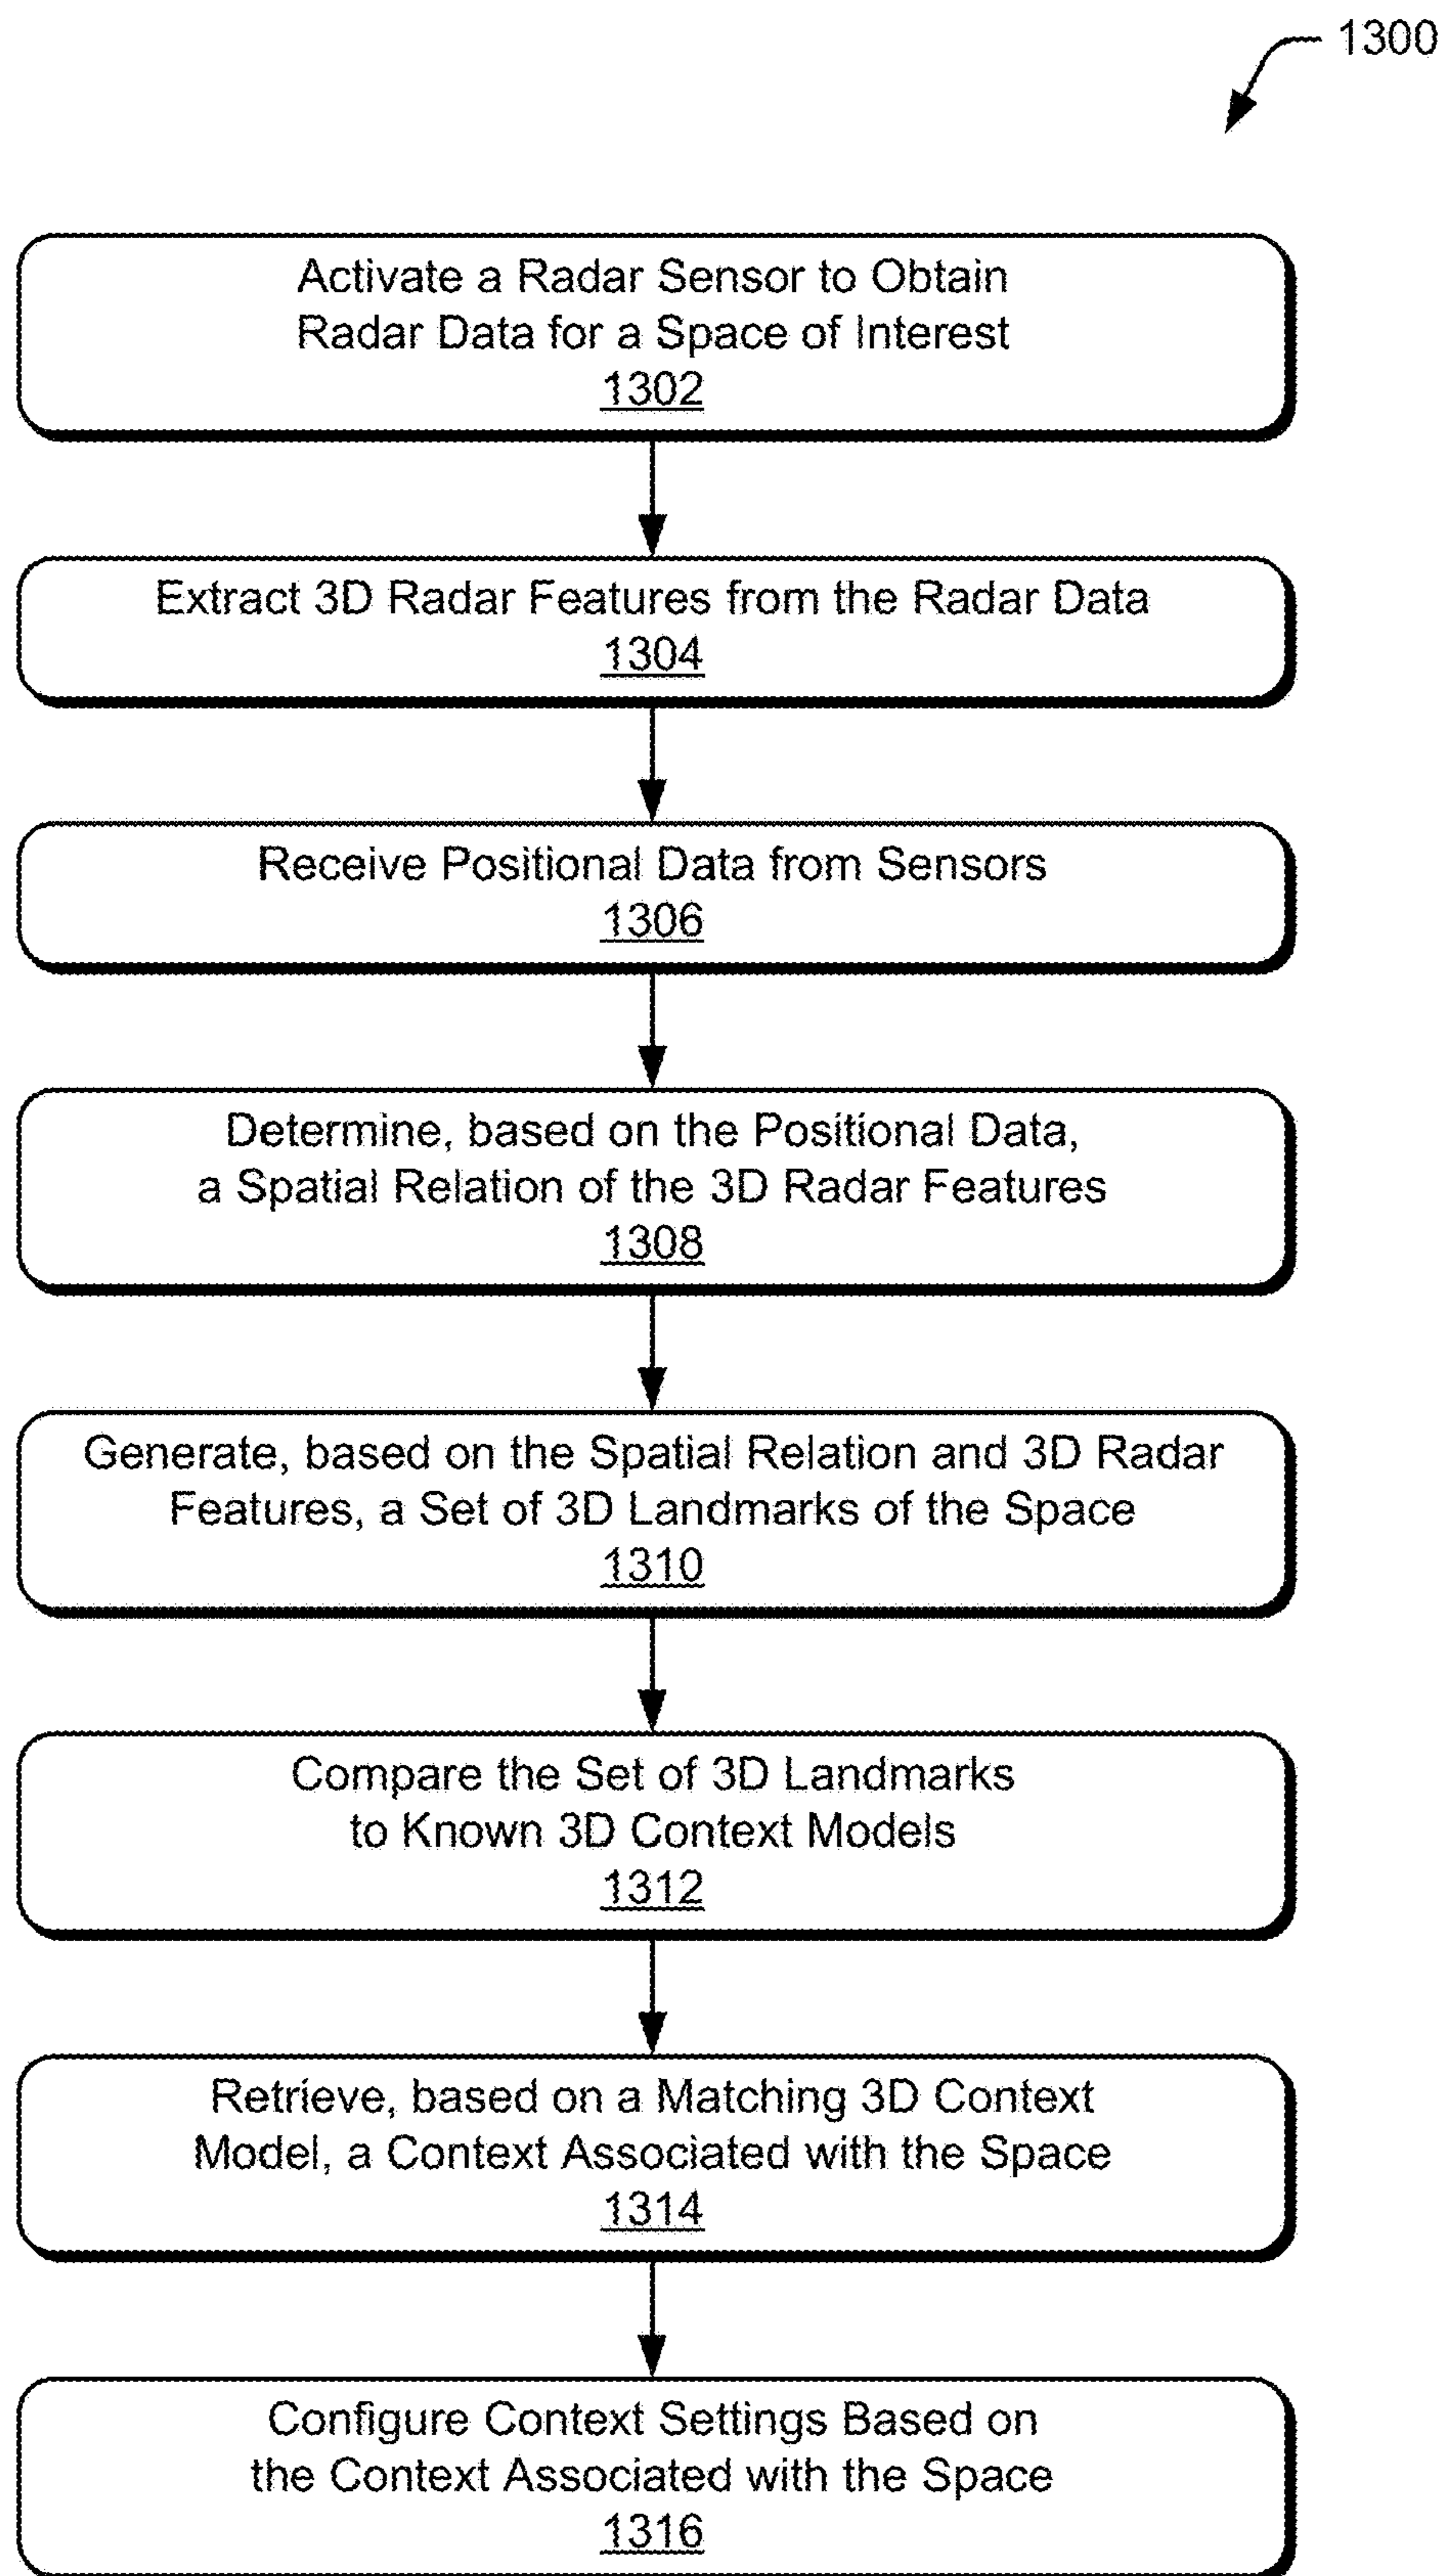 1300
Activate a Radar Sensor to Obtain
Radar Data for a Space of Interest
1302
Extract 3D Radar Features from the Radar Data
1304
Receive Positional Data from Sensors
1306
Determine, based on the Positional Data,
a Spatial Relation of the 3D Radar Features
1308
Generate, based on the Spatial Relation and 3D Radar
Features, a Set of 3D Landmarks of the Space
1310
Compare the Set of 3D Landmarks
to Known 3D Context Models
1312
Retrieve, based on a Matching 3D Context
Model, a Context Associated with the Space
1314
Configure Context Settings Based on
the Context Associated with the Space
1316